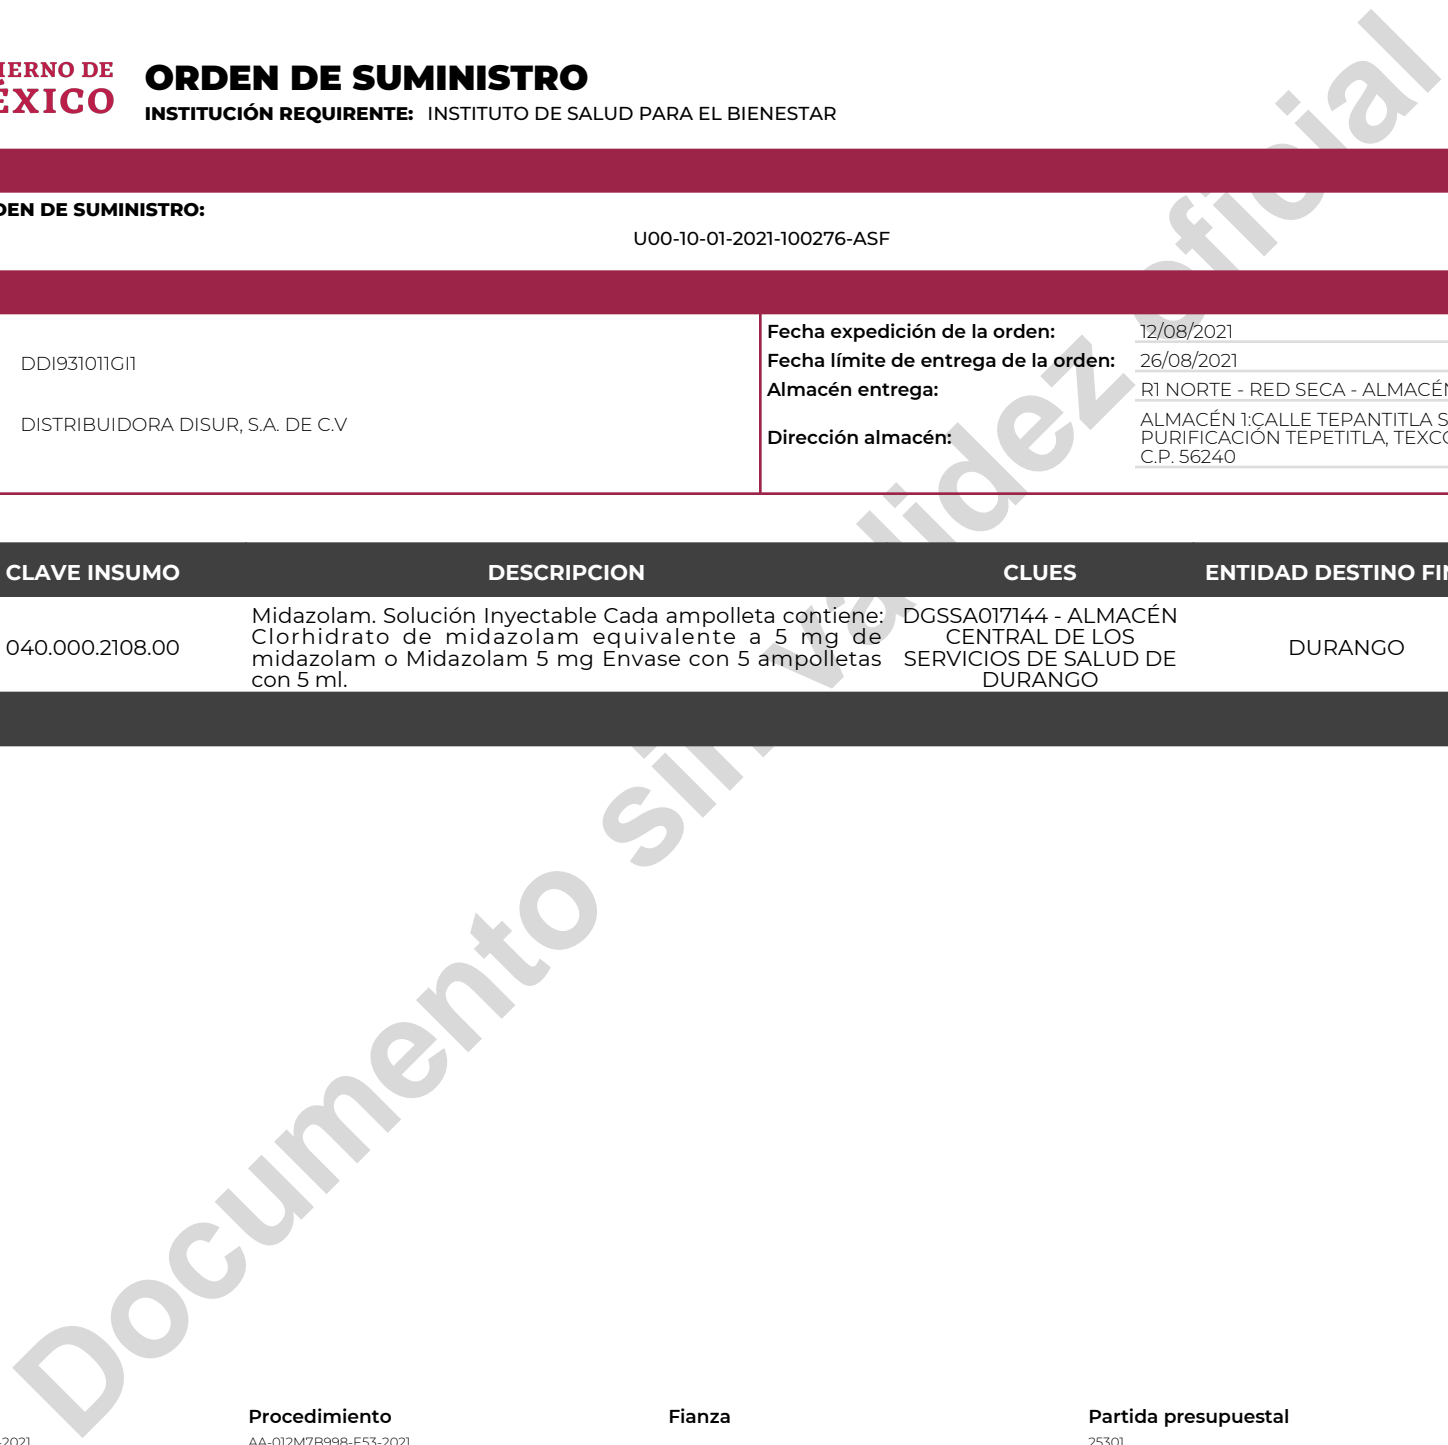 IERNO DE
ÉXICO
ORDEN DE SUMINISTRO
INSTITUCIÓN REQUIRENTE: INSTITUTO DE SALUD PARA EL BIENESTAR
DEN DE SUMINISTRO:
U00-10-01-2021-100276-ASF
DDI931011GI1
DISTRIBUIDORA DISUR, S.A. DE C.V
Fecha expedición de la orden: 12/08/2021
Fecha límite de entrega de la orden: 26/08/2021
Almacén entrega: R1 NORTE - RED SECA - ALMACÉN
Dirección almacén: ALMACÉN 1:CALLE TEPANTITLA S
PURIFICACIÓN TEPETITLA, TEXCO
C.P. 56240
CLAVE INSUMO DESCRIPCION CLUES ENTIDAD DESTINO FIN
040.000.2108.00
Midazolam. Solución Inyectable Cada ampolleta contiene:
Clorhidrato de midazolam equivalente a 5 mg de
midazolam o Midazolam 5 mg Envase con 5 ampolletas
con 5 ml.
DGSSA017144 - ALMACÉN
CENTRAL DE LOS
SERVICIOS DE SALUD DE
DURANGO
DURANGO
Documento sin validez oficial
Procedimiento Fianza Partida presupuestal
-2021 AA-012M7B998-E53-2021 25301